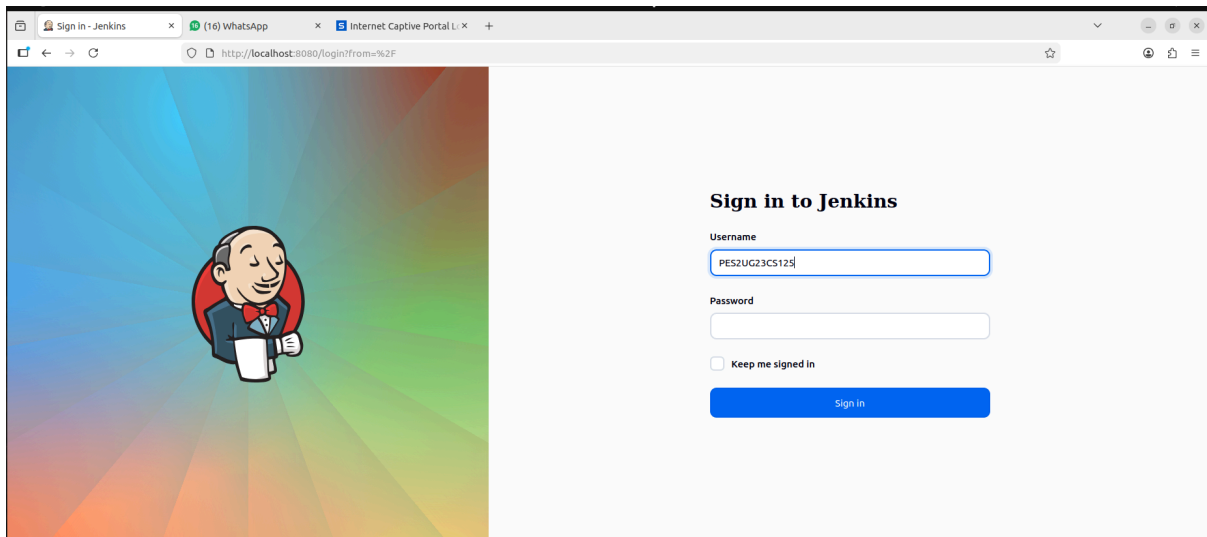 Sign in - Jenkins
(16) WhatsApp
Internet Captive Portal Lo
http://localhost:8080/login?from=%2F
Sign in to Jenkins
Username
PES2UG23CS125
Password
Keep me signed in
Sign in